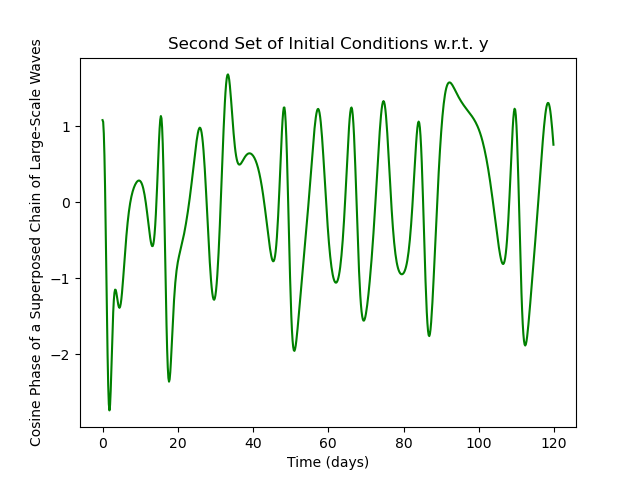 Second Set of Initial Conditions w.r.t. y
Cosine Phase of a Superposed Chain of Large-Scale Waves
1
0
−1
−2
0 20 40 60 80 100 120
Time (days)